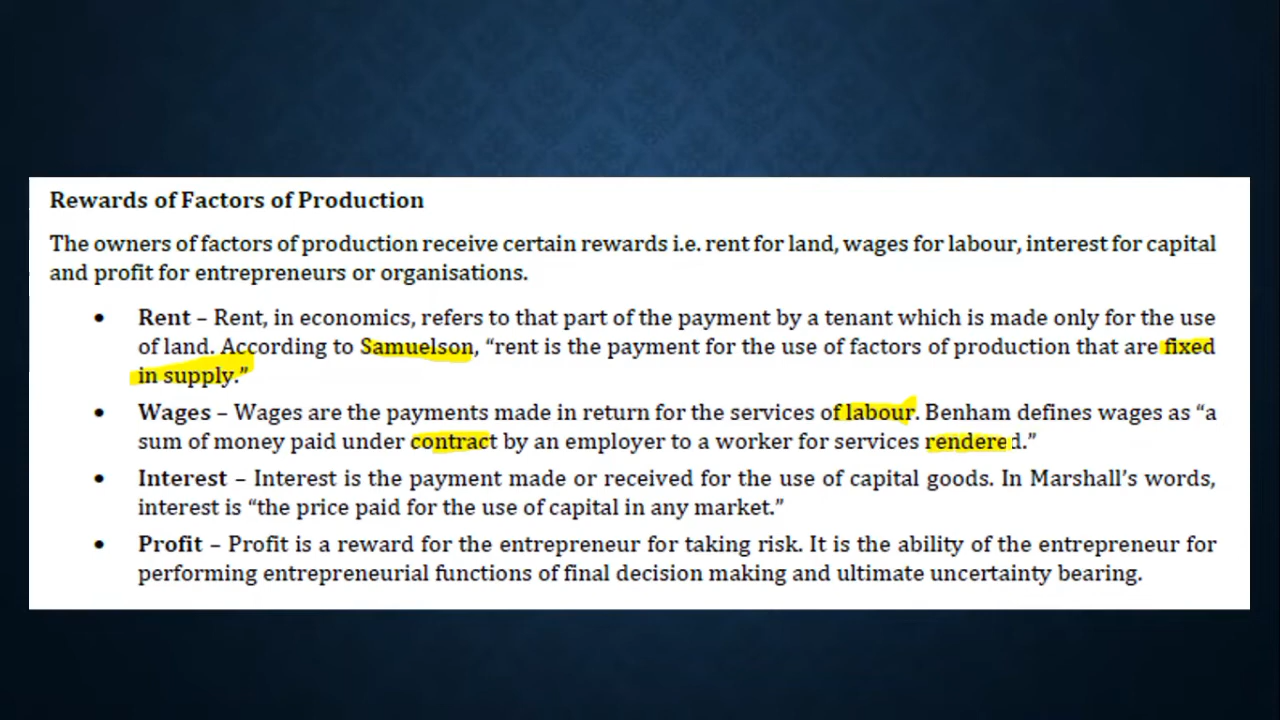 Rewards of Factors of Production
The owners of factors of production receive certain rewards i.e. rent for land, wages for labour, interest for capital
and profit for entrepreneurs or organisations.
• Rent – Rent, in economics, refers to that part of the payment by a tenant which is made only for the use
of land. According to Samuelson, “rent is the payment for the use of factors of production that are fixed
in supply.”
• Wages – Wages are the payments made in return for the services of labour. Benham defines wages as “a
sum of money paid under contract by an employer to a worker for services rendered.”
• Interest – Interest is the payment made or received for the use of capital goods. In Marshall’s words,
interest is “the price paid for the use of capital in any market.”
• Profit – Profit is a reward for the entrepreneur for taking risk. It is the ability of the entrepreneur for
performing entrepreneurial functions of final decision making and ultimate uncertainty bearing.